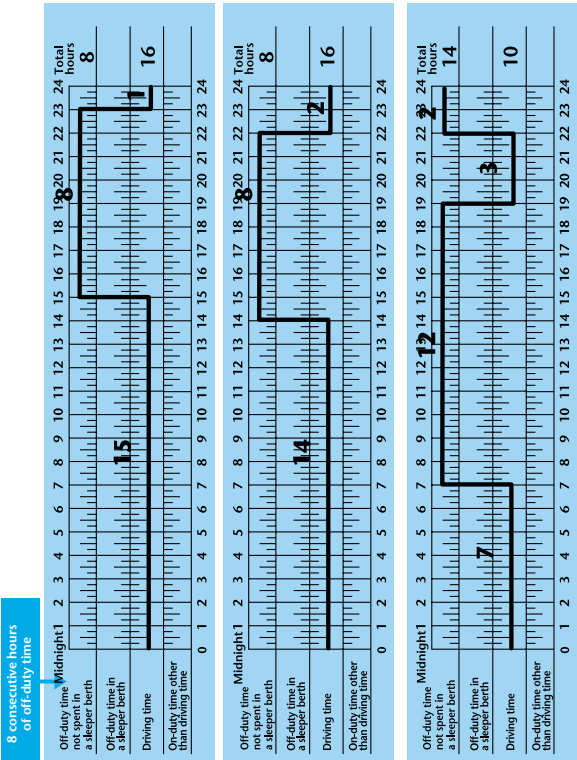 8 consecutive hours
of off-duty time
Off-duty time
not spent in
a sleeper berth
Off-duty time in
a sleeper berth
Driving time
On-duty time other
than driving time
Midnight 1 2 3 4 5 6 7 8 9 10 11 12 13 14 15 16 17 18 19 20 21 22 23 24
Total
hours
15
8
1
8
16
0 1 2 3 4 5 6 7 8 9 10 11 12 13 14 15 16 17 18 19 20 21 22 23 24
Off-duty time
not spent in
a sleeper berth
Off-duty time in
a sleeper berth
Driving time
On-duty time other
than driving time
Midnight 1 2 3 4 5 6 7 8 9 10 11 12 13 14 15 16 17 18 19 20 21 22 23 24
Total
hours
14
8
2
8
16
0 1 2 3 4 5 6 7 8 9 10 11 12 13 14 15 16 17 18 19 20 21 22 23 24
Off-duty time
not spent in
a sleeper berth
Off-duty time in
a sleeper berth
Driving time
On-duty time other
than driving time
Midnight 1 2 3 4 5 6 7 8 9 10 11 12 13 14 15 16 17 18 19 20 21 22 23 24
Total
hours
7
12
3
2
14
10
0 1 2 3 4 5 6 7 8 9 10 11 12 13 14 15 16 17 18 19 20 21 22 23 24